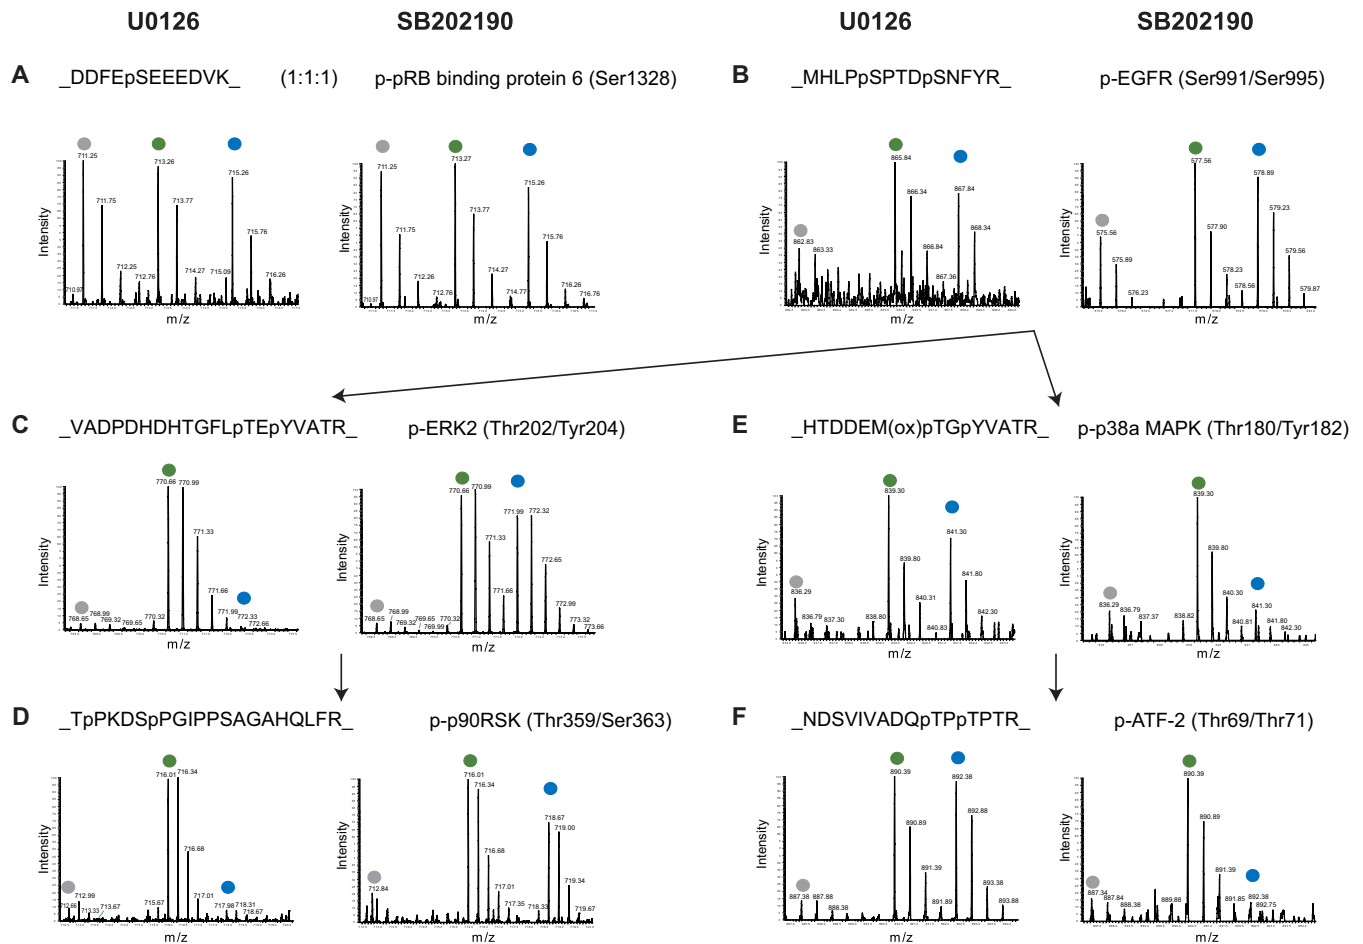 U0126 SB202190 U0126 SB202190
A _DDFEpSEEEDVK_ (1:1:1) p-pRB binding protein 6 (Ser1328)
711.25 713.26 715.26
711.75 713.77 715.76
712.25 712.76 714.27 715.09 716.26
710.97
Intensity
m/z
711.25 713.27 715.26
711.75 713.77 715.76
712.26 712.76 714.27 714.77 716.26 716.76
710.97
Intensity
m/z
B _MHLPpSPTDpSNFYR_ p-EGFR (Ser991/Ser995)
865.84 867.84
866.34 868.34
862.83 863.33 866.84 867.36
Intensity
m/z
577.56 578.89
575.56 577.90 579.23
575.89 579.56
576.23 578.23 578.56 579.87
Intensity
m/z
C _VADPDHDHTGFLpTEpYVATR_ p-ERK2 (Thr202/Tyr204)
770.66 770.99
771.33
771.66
768.65 768.99 769.32 769.65 770.32 771.99 772.33 772.66
Intensity
m/z
770.66 770.99 771.99 772.32
771.33 772.65
771.66 772.99
768.65 768.99 769.32 769.65 769.99 770.32 773.32 773.66
Intensity
m/z
E _HTDDEM(ox)pTGpYVATR_ p-p38a MAPK (Thr180/Tyr182)
839.30 841.30
839.80 841.80
836.29 840.31
836.79 837.30 838.80 840.83 842.30
Intensity
m/z
839.30
839.80
836.29 836.79 840.30 841.30
837.37 838.82 840.81 841.80 842.30
Intensity
m/z
D _TpPKDSpPGIPPSAGAHQLFR_ p-p90RSK (Thr359/Ser363)
716.01 716.34
716.68
712.66 712.99 713.33 713.67 715.67 717.01 717.98 718.31 718.67
Intensity
m/z
716.01 716.34
718.67 719.00
716.68
712.84 717.01 719.34
717.35 718.33 719.67
Intensity
m/z
F _NDSVIVADQpTPpTPTR_ p-ATF-2 (Thr69/Thr71)
890.39 892.38
890.89 892.88
891.39 893.38
887.38 887.88 888.38 891.89 893.88
Intensity
m/z
890.39
890.89
891.39
887.34 887.84 888.38 889.88 891.85 892.38 892.75
Intensity
m/z